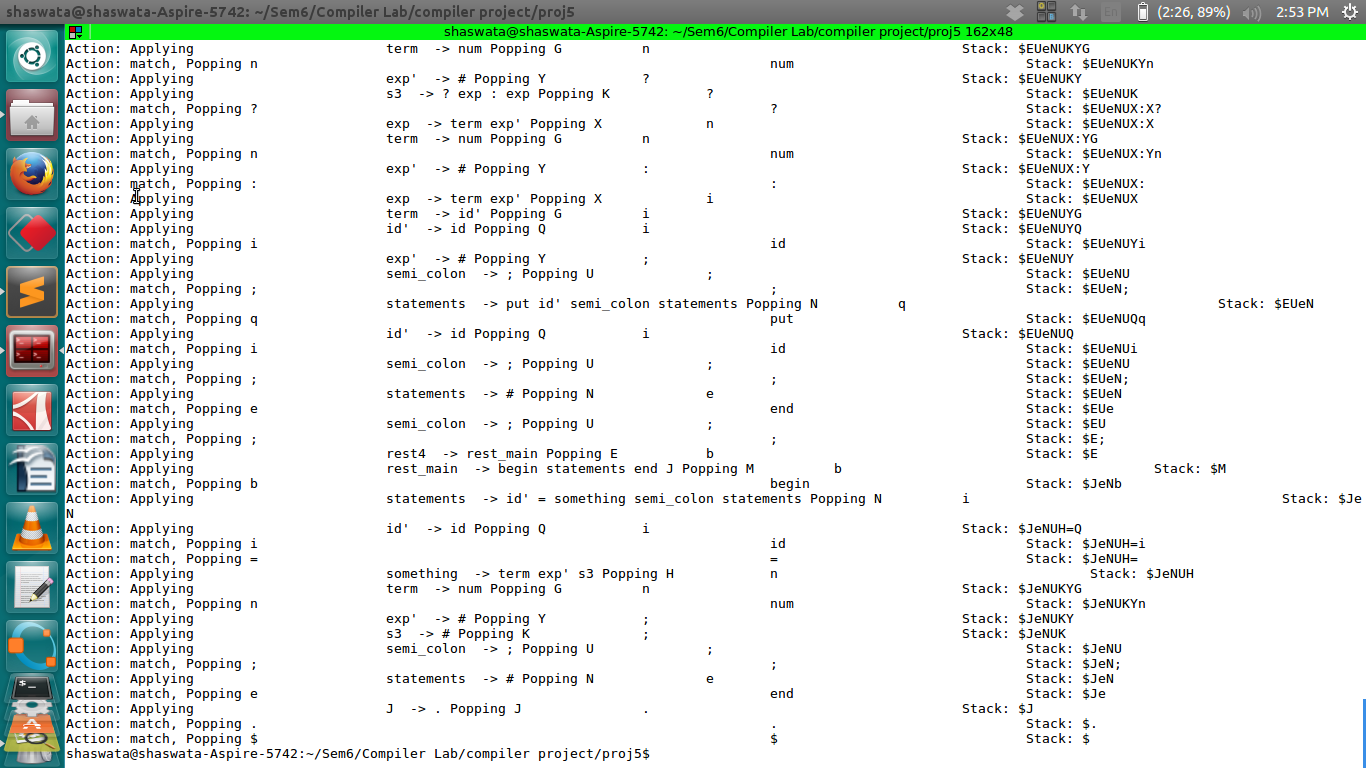 shaswata@shaswata-Aspire-5742: ~/Sem6/Compiler Lab/compiler project/proj5 En (2:26, 89%) 2:53 PM
shaswata@shaswata-Aspire-5742: ~/Sem6/Compiler Lab/compiler project/proj5 162x48
Action: Applying term -> num Popping G n Stack: $EUeNUKYG
Action: match, Popping n num Stack: $EUeNUKYn
Action: Applying exp' -> # Popping Y ? Stack: $EUeNUKY
Action: Applying s3 -> ? exp : exp Popping K ? Stack: $EUeNUK
Action: match, Popping ? ? Stack: $EUeNUX:X?
Action: Applying exp -> term exp' Popping X n Stack: $EUeNUX:X
Action: Applying term -> num Popping G n Stack: $EUeNUX:YG
Action: match, Popping n num Stack: $EUeNUX:Yn
Action: Applying exp' -> # Popping Y : Stack: $EUeNUX:Y
Action: match, Popping : : Stack: $EUeNUX:
Action: Applying exp -> term exp' Popping X i Stack: $EUeNUX
Action: Applying term -> id' Popping G i Stack: $EUeNUYG
Action: Applying id' -> id Popping Q i Stack: $EUeNUYQ
Action: match, Popping i id Stack: $EUeNUYi
Action: Applying exp' -> # Popping Y ; Stack: $EUeNUY
Action: Applying semi_colon -> ; Popping U ; Stack: $EUeNU
Action: match, Popping ; ; Stack: $EUeN;
Action: Applying statements -> put id' semi_colon statements Popping N q Stack: $EUeN
Action: match, Popping q put Stack: $EUeNUQq
Action: Applying id' -> id Popping Q i Stack: $EUeNUQ
Action: match, Popping i id Stack: $EUeNUi
Action: Applying semi_colon -> ; Popping U ; Stack: $EUeNU
Action: match, Popping ; ; Stack: $EUeN;
Action: Applying statements -> # Popping N e Stack: $EUeN
Action: match, Popping e end Stack: $EUe
Action: Applying semi_colon -> ; Popping U ; Stack: $EU
Action: match, Popping ; ; Stack: $E;
Action: Applying rest4 -> rest_main Popping E b Stack: $E
Action: Applying rest_main -> begin statements end J Popping M b Stack: $M
Action: match, Popping b begin Stack: $JeNb
Action: Applying statements -> id' = something semi_colon statements Popping N i Stack: $Je
N
Action: Applying id' -> id Popping Q i Stack: $JeNUH=Q
Action: match, Popping i id Stack: $JeNUH=i
Action: match, Popping = = Stack: $JeNUH=
Action: Applying something -> term exp' s3 Popping H n Stack: $JeNUH
Action: Applying term -> num Popping G n Stack: $JeNUKYG
Action: match, Popping n num Stack: $JeNUKYn
Action: Applying exp' -> # Popping Y ; Stack: $JeNUKY
Action: Applying s3 -> # Popping K ; Stack: $JeNUK
Action: Applying semi_colon -> ; Popping U ; Stack: $JeNU
Action: match, Popping ; ; Stack: $JeN;
Action: Applying statements -> # Popping N e Stack: $JeN
Action: match, Popping e end Stack: $Je
Action: Applying J -> . Popping J . Stack: $J
Action: match, Popping . . Stack: $.
Action: match, Popping $ $ Stack: $
shaswata@shaswata-Aspire-5742:~/Sem6/Compiler Lab/compiler project/proj5$